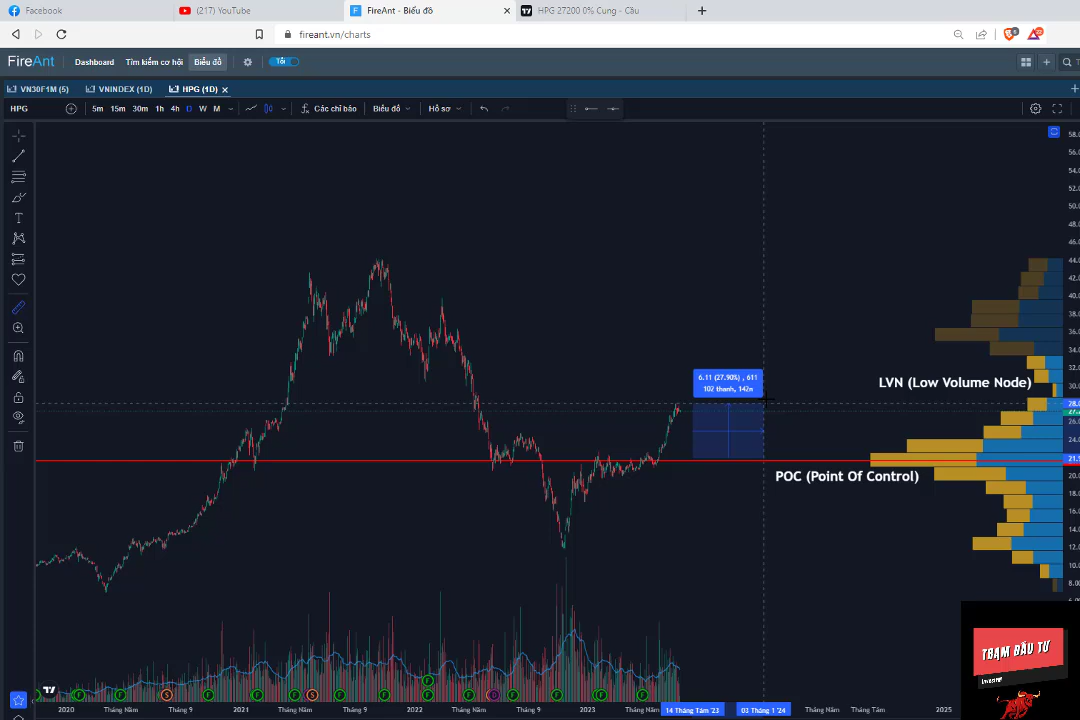 Facebook
(217) YouTube
FireAnt - Biểu đồ
HPG 27200 0% Cung - Cầu
fireant.vn/charts
FireAnt
Dashboard
Tìm kiếm cơ hội
Biểu đồ
Tối
VN30F1M (5)
VNINDEX (1D)
HPG (1D)
HPG
5m 15m 30m 1h 4h D W M
Các chỉ báo
Biểu đồ
Hồ sơ
58.0
56.0
54.0
52.0
50.0
48.0
46.0
44.0
42.0
40.0
38.0
36.0
34.0
32.0
30.0
28.0
26.0
20.0
18.0
16.0
14.0
12.0
10.0
8.00
6.11 (27.90%) , 611
102 thanh, 142n
LVN (Low Volume Node)
POC (Point Of Control)
TRẠM ĐẦU TƯ
Investing
2020
Tháng Năm
Tháng 9
2021
Tháng Năm
Tháng 9
2022
Tháng Năm
Tháng 9
2023
Tháng Năm
14 Tháng Tám '23
03 Tháng 1 '24
Tháng Năm
Tháng Tám
2025